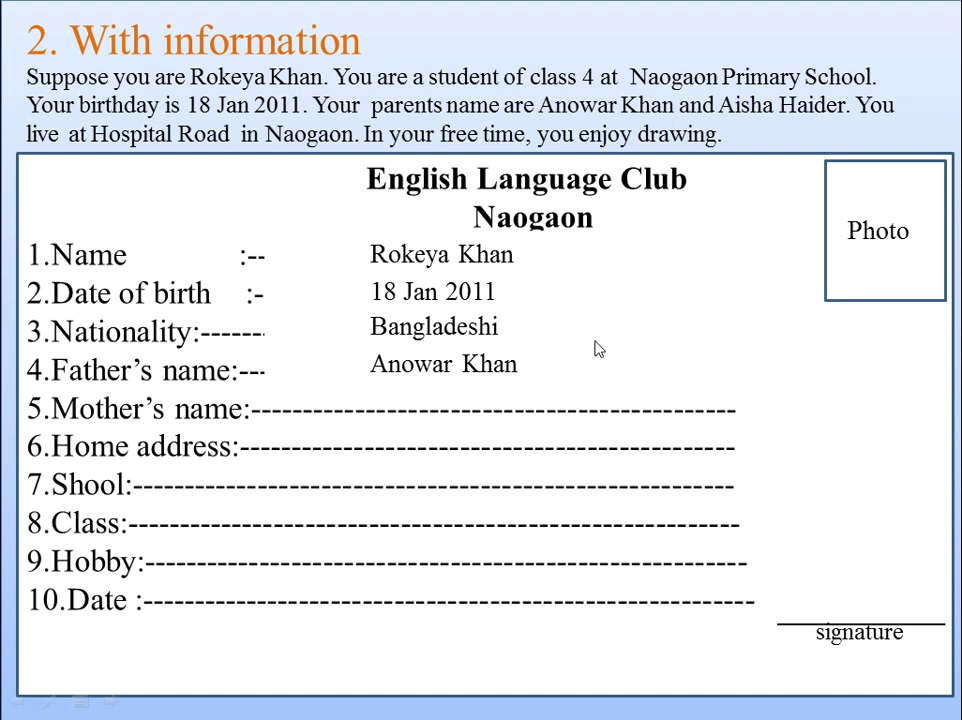 2. With information
Suppose you are Rokeya Khan. You are a student of class 4 at Naogaon Primary School.
Your birthday is 18 Jan 2011. Your parents name are Anowar Khan and Aisha Haider. You
live at Hospital Road in Naogaon. In your free time, you enjoy drawing.
English Language Club
Naogaon
Photo
1.Name :-- Rokeya Khan
2.Date of birth :- 18 Jan 2011
3.Nationality:------- Bangladeshi
4.Father’s name:--- Anowar Khan
5.Mother’s name:------------------------------------------------
6.Home address:-------------------------------------------------
7.Shool:-----------------------------------------------------------
8.Class:------------------------------------------------------------
9.Hobby:-----------------------------------------------------------
10.Date :------------------------------------------------------------
signature